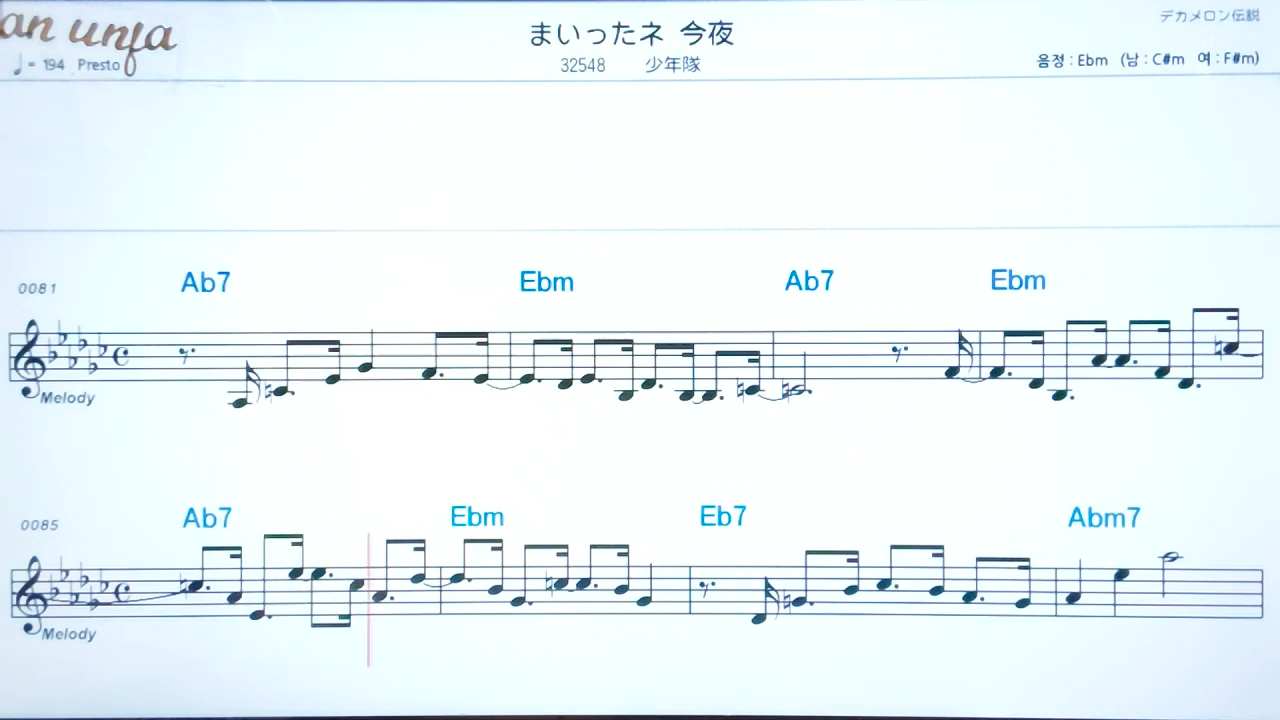 an unfa
♩= 194 Presto
まいったネ 今夜
32548 少年隊
デカメロン伝説
음정 : Ebm (남 : C#m 여 : F#m)
0081 Ab7 Ebm Ab7 Ebm
Melody
0085 Ab7 Ebm Eb7 Abm7
Melody